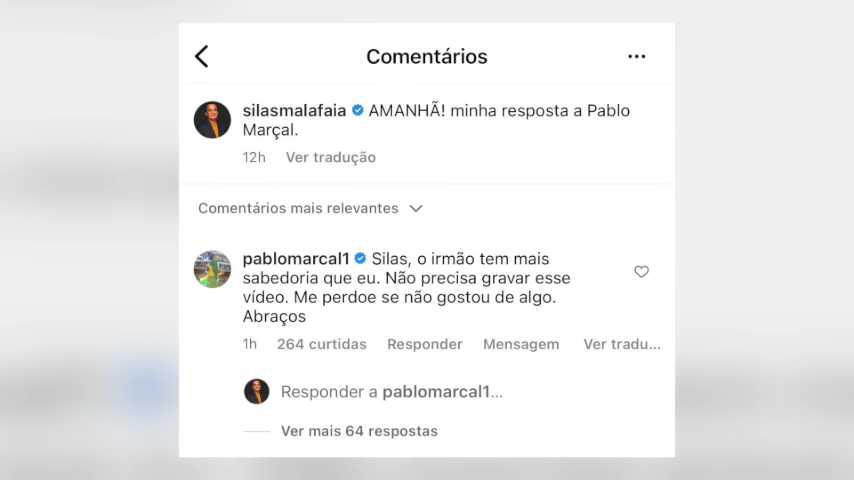 Comentários
silasmalafaia AMANHÃ! minha resposta a Pablo
Marçal.
12h Ver tradução
Comentários mais relevantes
pablomarcal1 Silas, o irmão tem mais
sabedoria que eu. Não precisa gravar esse
vídeo. Me perdoe se não gostou de algo.
Abraços
1h 264 curtidas Responder Mensagem Ver tradu...
Responder a pablomarcal1...
Ver mais 64 respostas